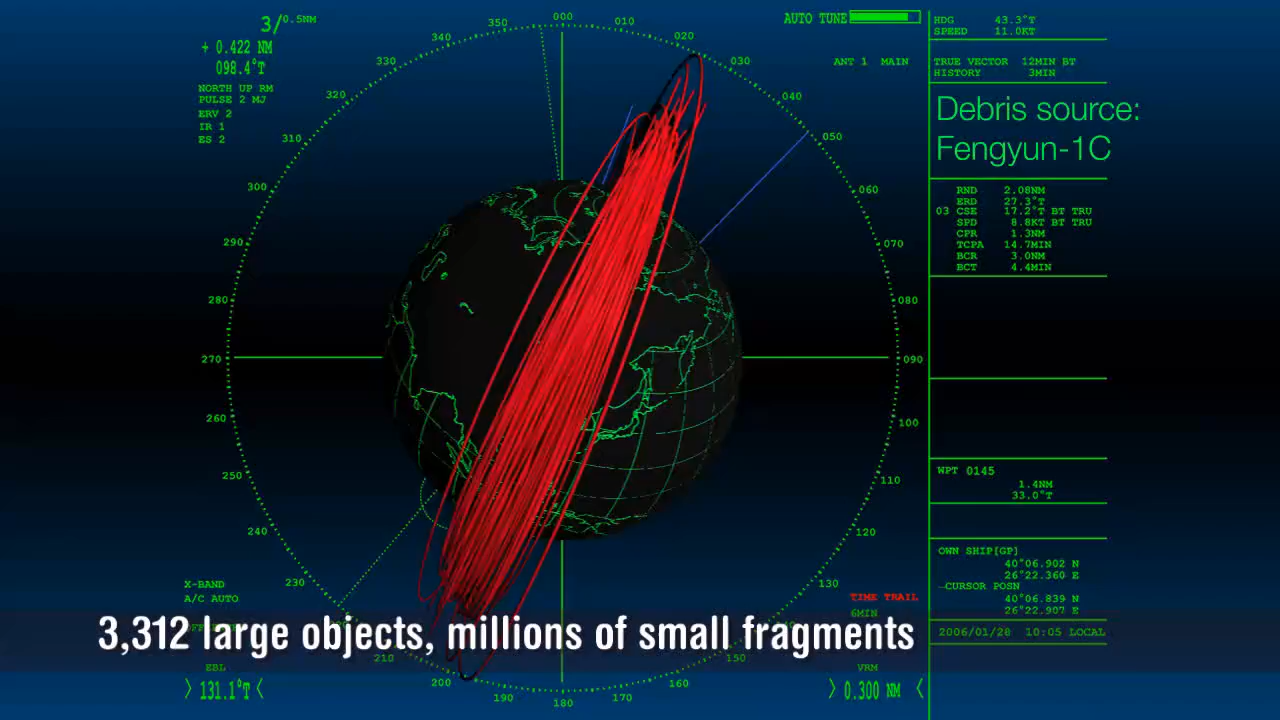 3/0.5NM
+ 0.422 NM
098.4°T
NORTH UP RM
PULSE 2 MJ
ERV 2
IR 1
ES 2
AUTO TUNE
ANT 1 MAIN
000
010
020
030
040
050
060
070
080
090
100
110
120
130
150
160
170
180
190
200
210
230
240
250
260
270
280
290
300
310
320
330
340
350
HDG 43.3°T
SPEED 11.0KT
TRUE VECTOR 12MIN BT
HISTORY 3MIN
Debris source:
Fengyun-1C
RND 2.08NM
ERD 27.3°T
03 CSE 17.2°T BT TRU
SPD 8.8KT BT TRU
CPR 1.3NM
TCPA 14.7MIN
BCR 3.0NM
BCT 4.4MIN
WPT 0145
1.4NM
33.0°T
OWN SHIP[GP]
40°06.902 N
26°22.360 E
CURSOR POSN
40°06.839 N
26°22.907 E
2006/01/28 10:05 LOCAL
X-BAND
A/C AUTO
TIME TRAIL
6MIN
3,312 large objects, millions of small fragments
EBL
131.1°T
VRM
0.300 NM